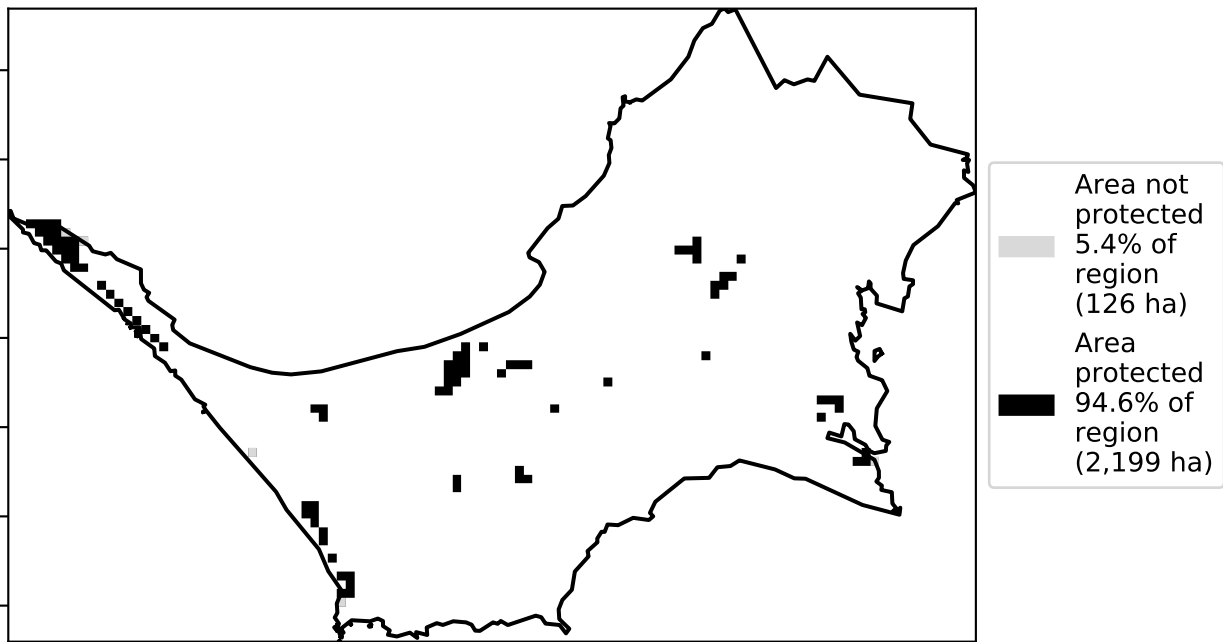 Area not
protected
5.4% of
region
(126 ha)
Area
protected
94.6% of
region
(2,199 ha)